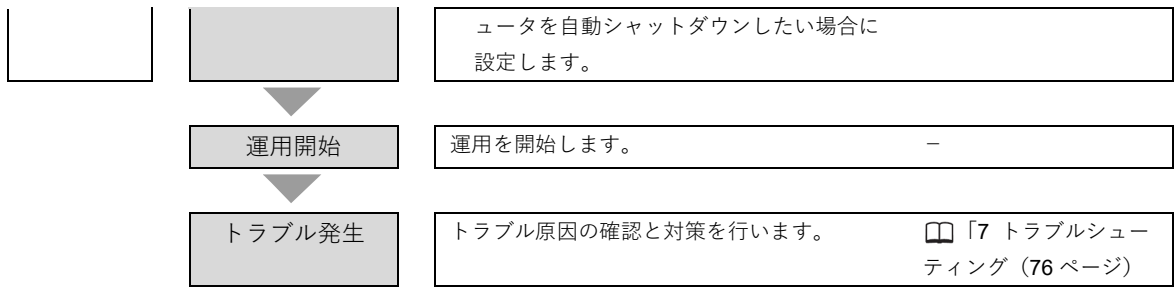 ュータを自動シャットダウンしたい場合に
設定します。
運用開始
運用を開始します。
－
トラブル発生
トラブル原因の確認と対策を行います。
「7 トラブルシュー
ティング（76 ページ）